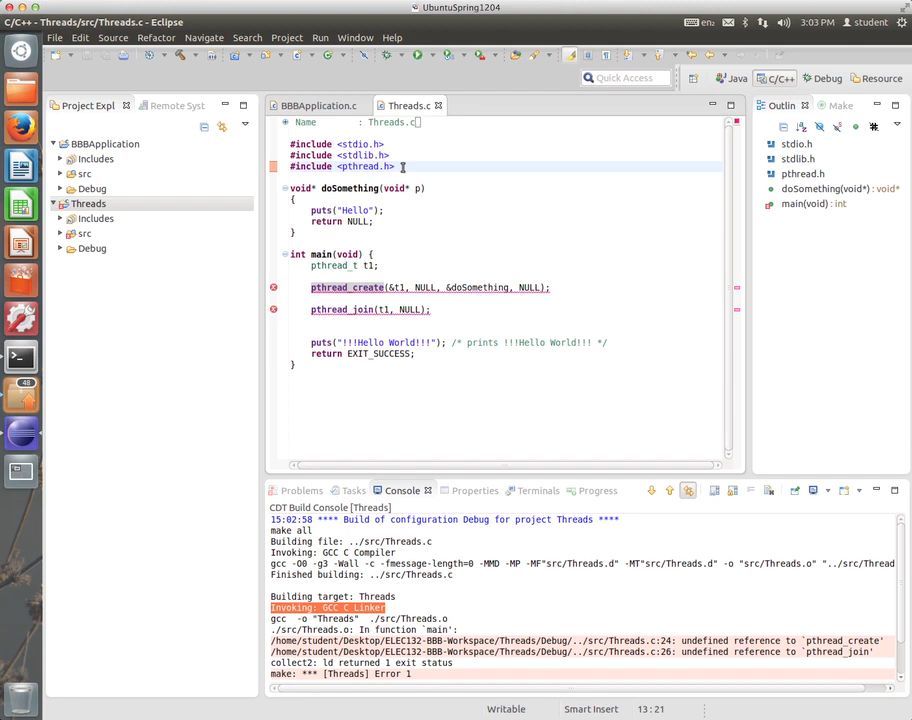 UbuntuSpring1204
C/C++ - Threads/src/Threads.c - Eclipse
en2
3:03 PM
student
File Edit Source Refactor Navigate Search Project Run Window Help
Quick Access
Java
C/C++
Debug
Resource
Project Expl
Remote Syst
BBBApplication
Includes
src
Debug
Threads
Includes
src
Debug
48
BBBApplication.c
Threads.c
Name : Threads.c
#include <stdio.h>
#include <stdlib.h>
#include <pthread.h>
void* doSomething(void* p)
{
puts("Hello");
return NULL;
}
int main(void) {
pthread_t t1;
pthread_create(&t1, NULL, &doSomething, NULL);
pthread_join(t1, NULL);
puts("!!!Hello World!!!"); /* prints !!!Hello World!!! */
return EXIT_SUCCESS;
}
Outlin
Make
stdio.h
stdlib.h
pthread.h
doSomething(void*) : void*
main(void) : int
Problems Tasks Console Properties Terminals Progress
CDT Build Console [Threads]
15:02:58 **** Build of configuration Debug for project Threads ****
make all
Building file: ../src/Threads.c
Invoking: GCC C Compiler
gcc -O0 -g3 -Wall -c -fmessage-length=0 -MMD -MP -MF"src/Threads.d" -MT"src/Threads.d" -o "src/Threads.o" "../src/Thread
Finished building: ../src/Threads.c
Building target: Threads
Invoking: GCC C Linker
gcc -o "Threads" ./src/Threads.o
./src/Threads.o: In function `main':
/home/student/Desktop/ELEC132-BBB-Workspace/Threads/Debug/../src/Threads.c:24: undefined reference to `pthread_create'
/home/student/Desktop/ELEC132-BBB-Workspace/Threads/Debug/../src/Threads.c:26: undefined reference to `pthread_join'
collect2: ld returned 1 exit status
make: *** [Threads] Error 1
Writable
Smart Insert
13 : 21